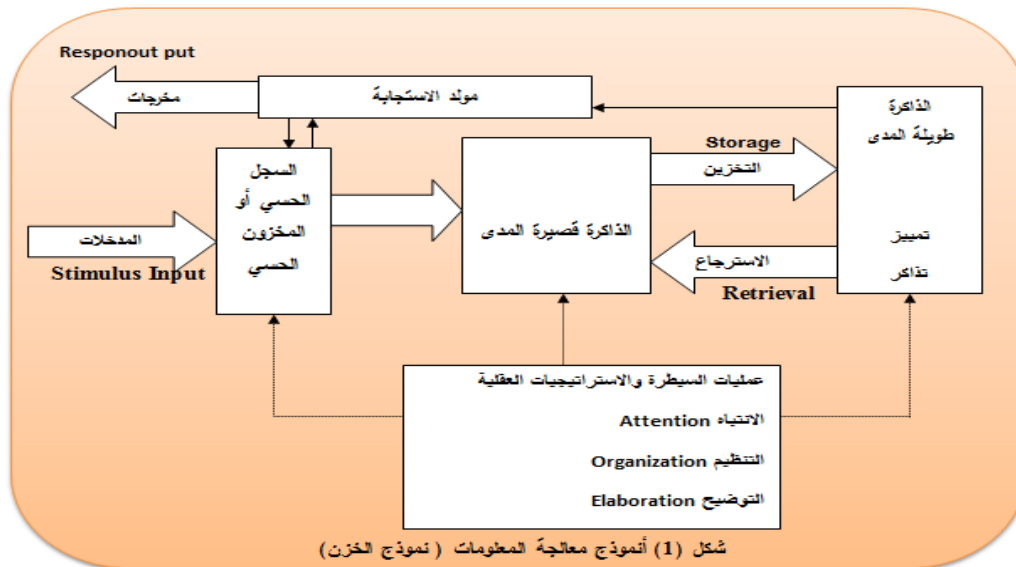 Responout put
مخرجات
مولد الاستجابة
الذاكرة
طويلة المدى
تمييز
تذاكر
Storage
التخزين
السجل
الحسي أو
المخزون
الحسي
الذاكرة قصيرة المدى
المدخلات
Stimulus Input
الاسترجاع
Retrieval
عمليات السيطرة والاستراتيجيات العقلية
الانتباه Attention
التنظيم Organization
التوضيح Elaboration
شكل (1) أنموذج معالجة المعلومات ( نموذج الخزن)